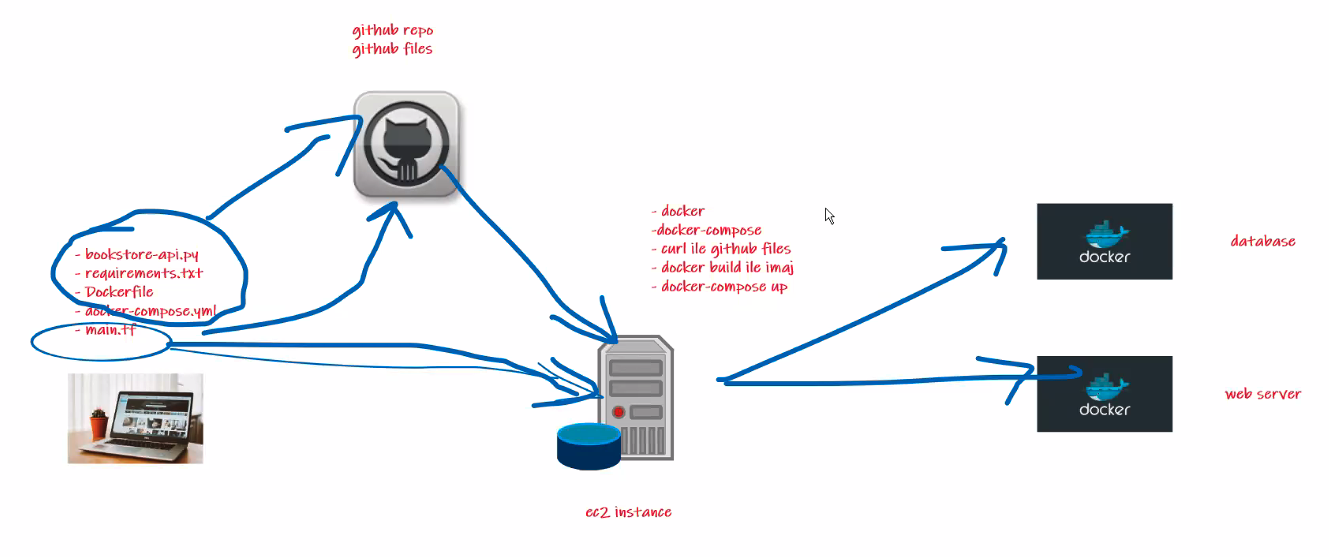 github repo
github files
- bookstore-api.py
- requirements.txt
- Dockerfile
- docker-compose.yml
- main.tf
- docker
-docker-compose
- curl ile github files
- docker build ile imaj
- docker-compose up
docker
database
docker
web server
ec2 instance